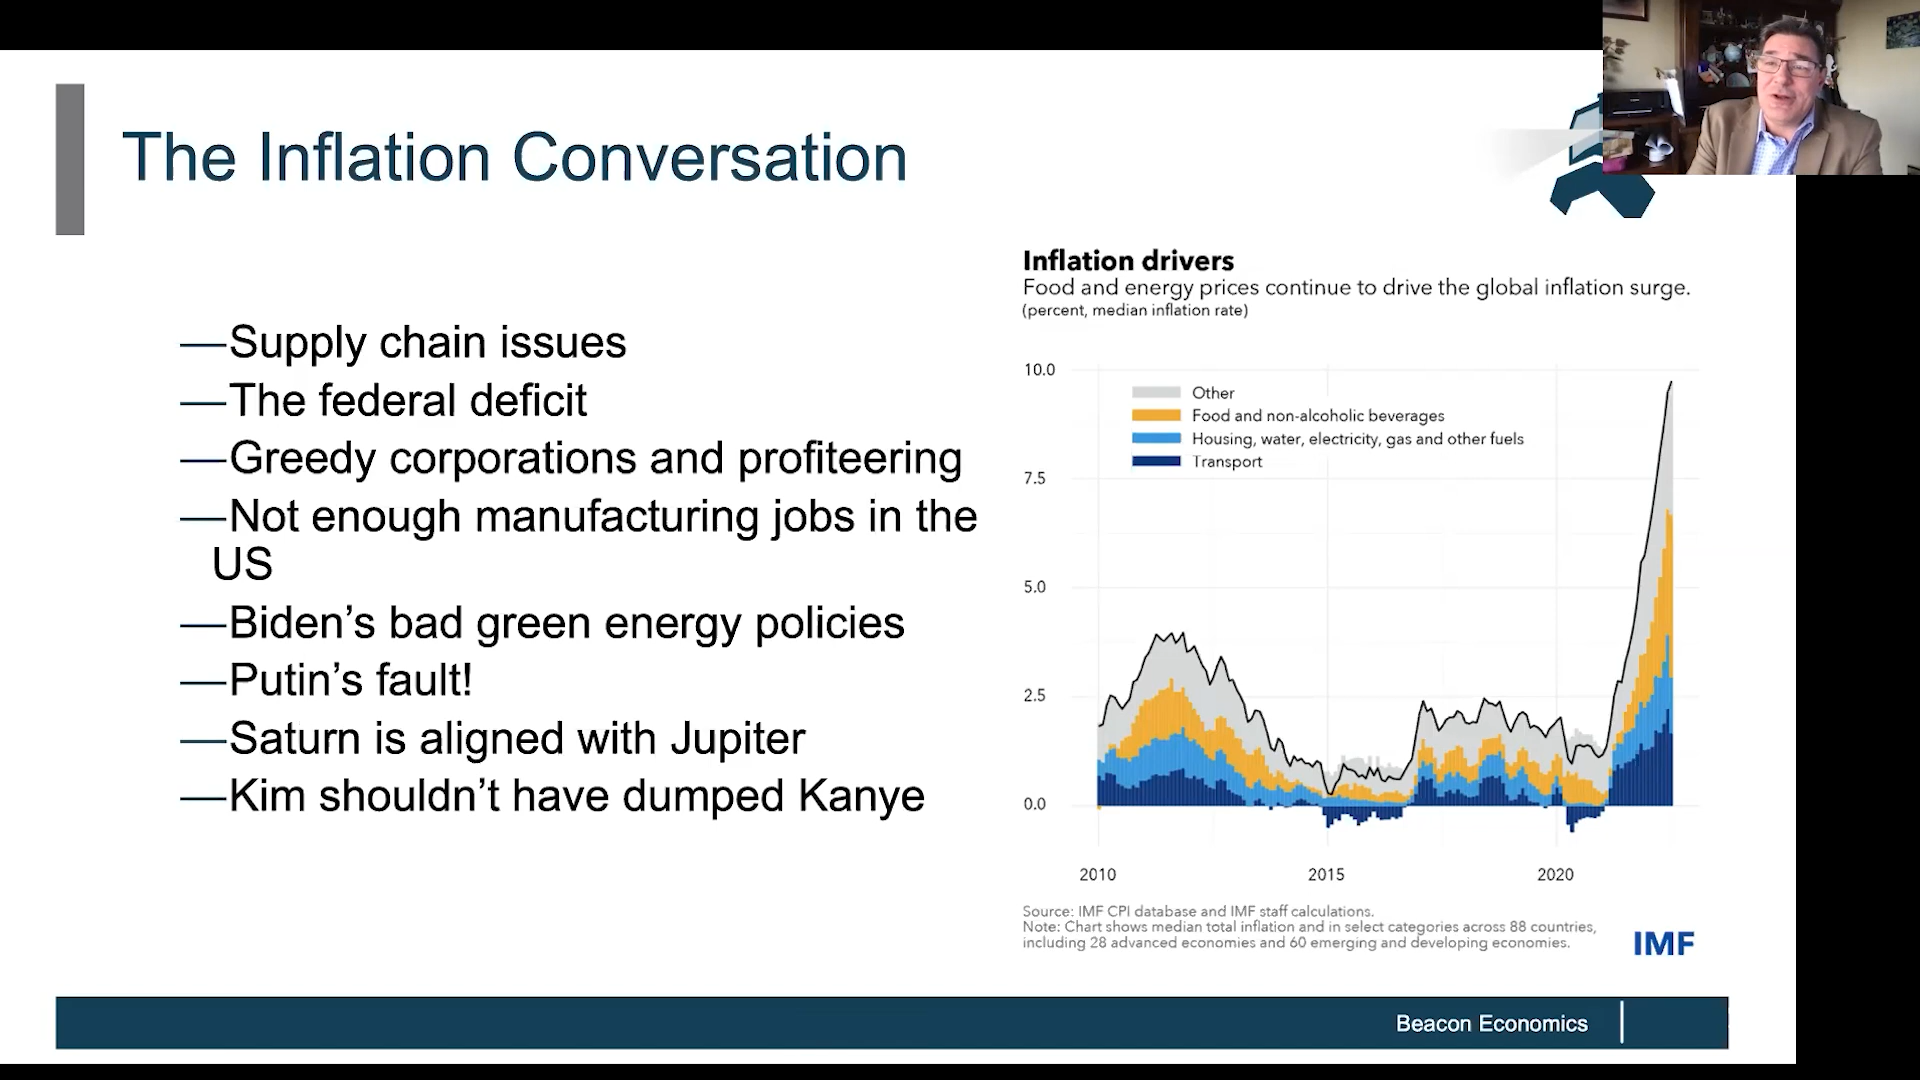 The Inflation Conversation
—Supply chain issues
—The federal deficit
—Greedy corporations and profiteering
—Not enough manufacturing jobs in the
US
—Biden’s bad green energy policies
—Putin’s fault!
—Saturn is aligned with Jupiter
—Kim shouldn’t have dumped Kanye
Inflation drivers
Food and energy prices continue to drive the global inflation surge.
(percent, median inflation rate)
10.0
7.5
5.0
2.5
0.0
Other
Food and non-alcoholic beverages
Housing, water, electricity, gas and other fuels
Transport
2010 2015 2020
Source: IMF CPI database and IMF staff calculations.
Note: Chart shows median total inflation and in select categories across 88 countries,
including 28 advanced economies and 60 emerging and developing economies.
IMF
Beacon Economics